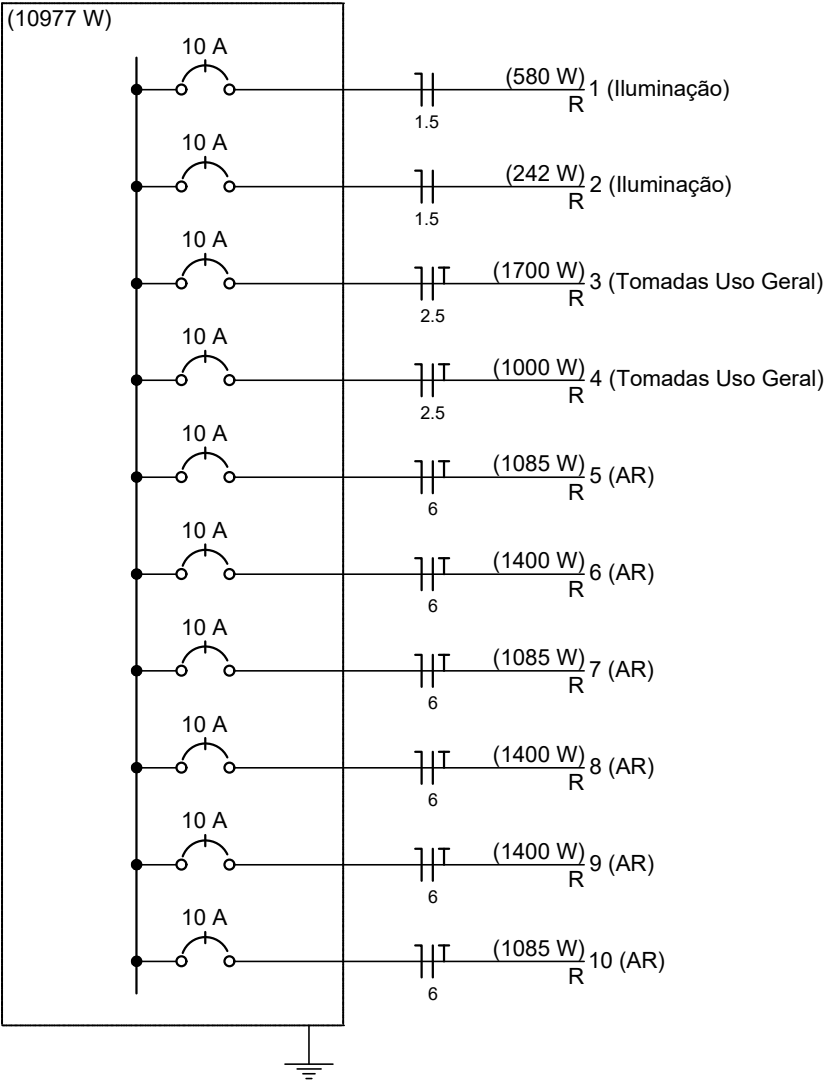 (10977 W)
10 A
(580 W)
R
1 (Iluminação)
1.5
10 A
(242 W)
R
2 (Iluminação)
1.5
10 A
(1700 W)
R
3 (Tomadas Uso Geral)
2.5
10 A
(1000 W)
R
4 (Tomadas Uso Geral)
2.5
10 A
(1085 W)
R
5 (AR)
6
10 A
(1400 W)
R
6 (AR)
6
10 A
(1085 W)
R
7 (AR)
6
10 A
(1400 W)
R
8 (AR)
6
10 A
(1400 W)
R
9 (AR)
6
10 A
(1085 W)
R
10 (AR)
6